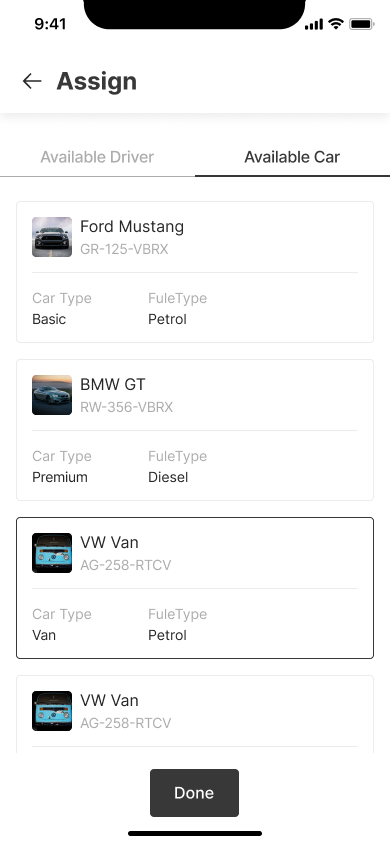 9:41
Assign
Available Driver Available Car
Ford Mustang
GR-125-VBRX
Car Type FuleType
Basic Petrol
BMW GT
RW-356-VBRX
Car Type FuleType
Premium Diesel
VW Van
AG-258-RTCV
Car Type FuleType
Van Petrol
VW Van
AG-258-RTCV
Done